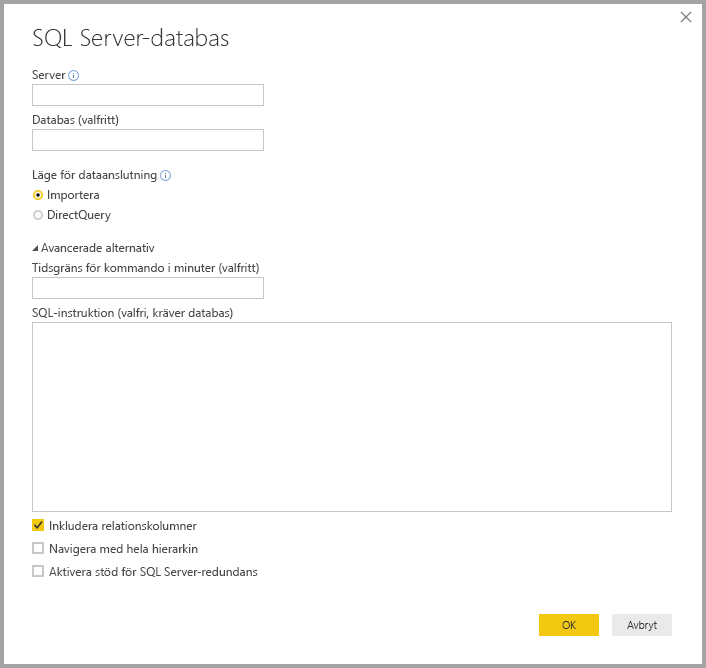 SQL Server-databas
Server
Databas (valfritt)
Läge för dataanslutning
Importera
DirectQuery
Avancerade alternativ
Tidsgräns för kommando i minuter (valfritt)
SQL-instruktion (valfri, kräver databas)
Inkludera relationskolumner
Navigera med hela hierarkin
Aktivera stöd för SQL Server-redundans
OK Avbryt